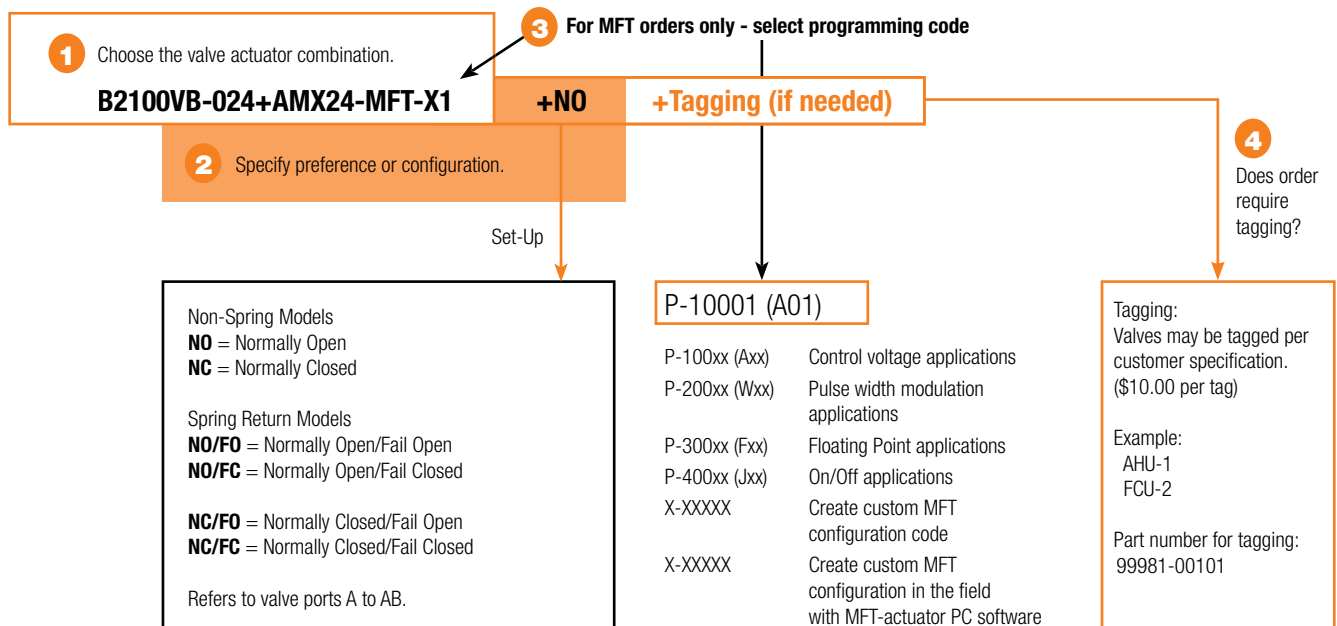 3 For MFT orders only - select programming code
1 Choose the valve actuator combination.
B2100VB-024+AMX24-MFT-X1 +NO +Tagging (if needed)
2 Specify preference or configuration.
4
Does order
require
tagging?
Set-Up
Non-Spring Models
NO = Normally Open
NC = Normally Closed
Spring Return Models
NO/FO = Normally Open/Fail Open
NO/FC = Normally Open/Fail Closed
NC/FO = Normally Closed/Fail Open
NC/FC = Normally Closed/Fail Closed
Refers to valve ports A to AB.
P-10001 (A01)
P-100xx (Axx) Control voltage applications
P-200xx (Wxx) Pulse width modulation
applications
P-300xx (Fxx) Floating Point applications
P-400xx (Jxx) On/Off applications
X-XXXXX Create custom MFT
configuration code
X-XXXXX Create custom MFT
configuration in the field
with MFT-actuator PC software
Tagging:
Valves may be tagged per
customer specification.
($10.00 per tag)
Example:
AHU-1
FCU-2
Part number for tagging:
99981-00101